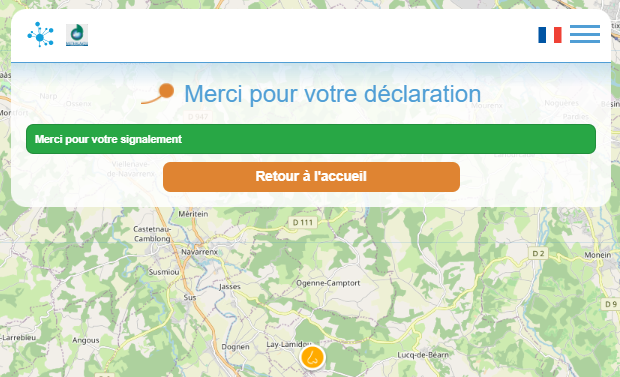 Merci pour votre déclaration
Merci pour votre signalement
Retour à l'accueil
Méritein
D 111
Castetnau-
Camblong
Navarrenx
D 2
Monein
Susmiou
Ogenne-Camptort
Jasses
Sus
D 9
-Larrebieu
Angous
Dognen
Lay-Lamidou
Lucq-de-Béarn